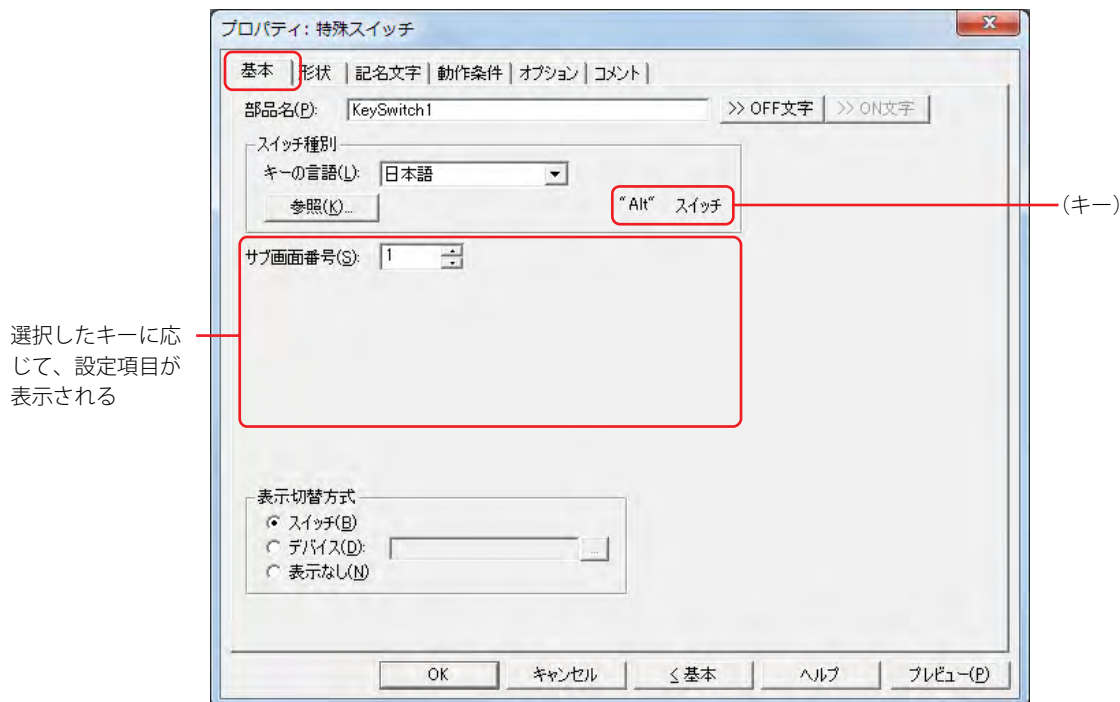 プロパティ: 特殊スイッチ
基本 形状 記名文字 動作条件 オプション コメント
部品名(P): KeySwitch1 >> OFF文字 >> ON文字
スイッチ種別
キーの言語(L): 日本語
参照(K)... "Alt" スイッチ
(キー)
サブ画面番号(S): 1
選択したキーに応
じて、設定項目が
表示される
表示切替方式
スイッチ(B)
デバイス(D): ...
表示なし(N)
OK キャンセル < 基本 ヘルプ プレビュー(P)